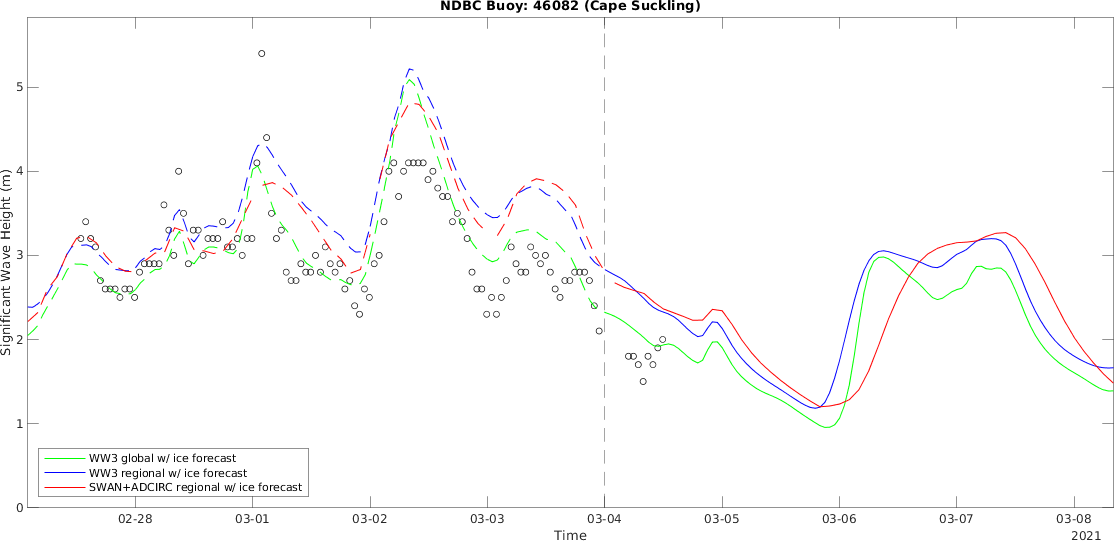 NDBC Buoy: 46082 (Cape Suckling)
Significant Wave Height (m)
5
4
3
2
1
0
WW3 global w/ ice forecast
WW3 regional w/ ice forecast
SWAN+ADCIRC regional w/ ice forecast
02-28 03-01 03-02 03-03 03-04 03-05 03-06 03-07 03-08
Time
2021